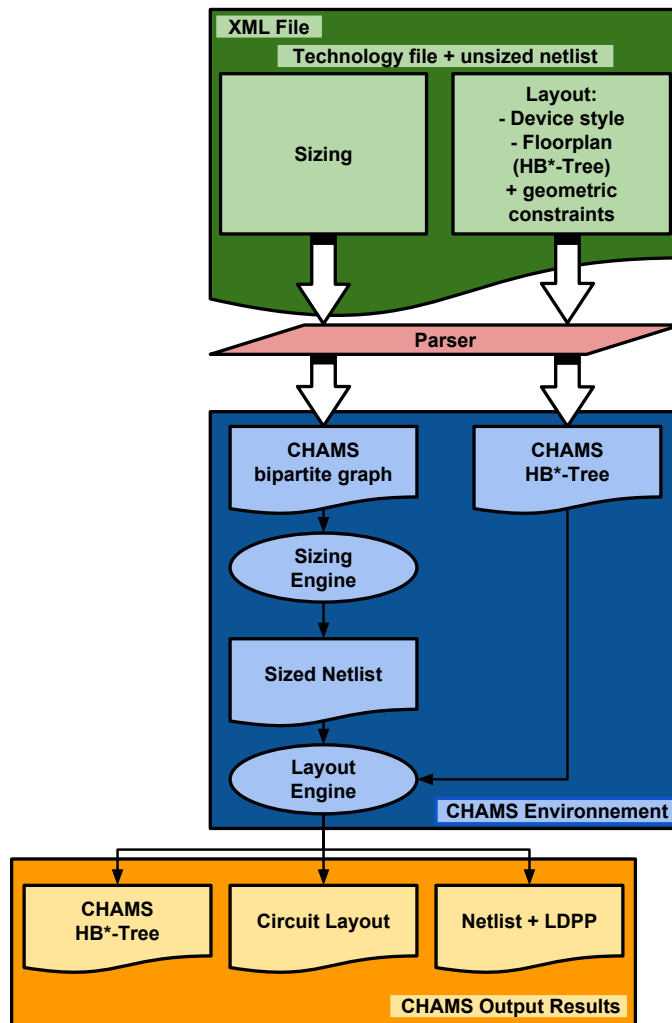 XML File
Technology file + unsized netlist
Sizing
Layout:
- Device style
- Floorplan
(HB*-Tree)
+ geometric
constraints
Parser
CHAMS
bipartite graph
CHAMS
HB*-Tree
Sizing
Engine
Sized Netlist
Layout
Engine
CHAMS Environnement
CHAMS
HB*-Tree
Circuit Layout
Netlist + LDPP
CHAMS Output Results